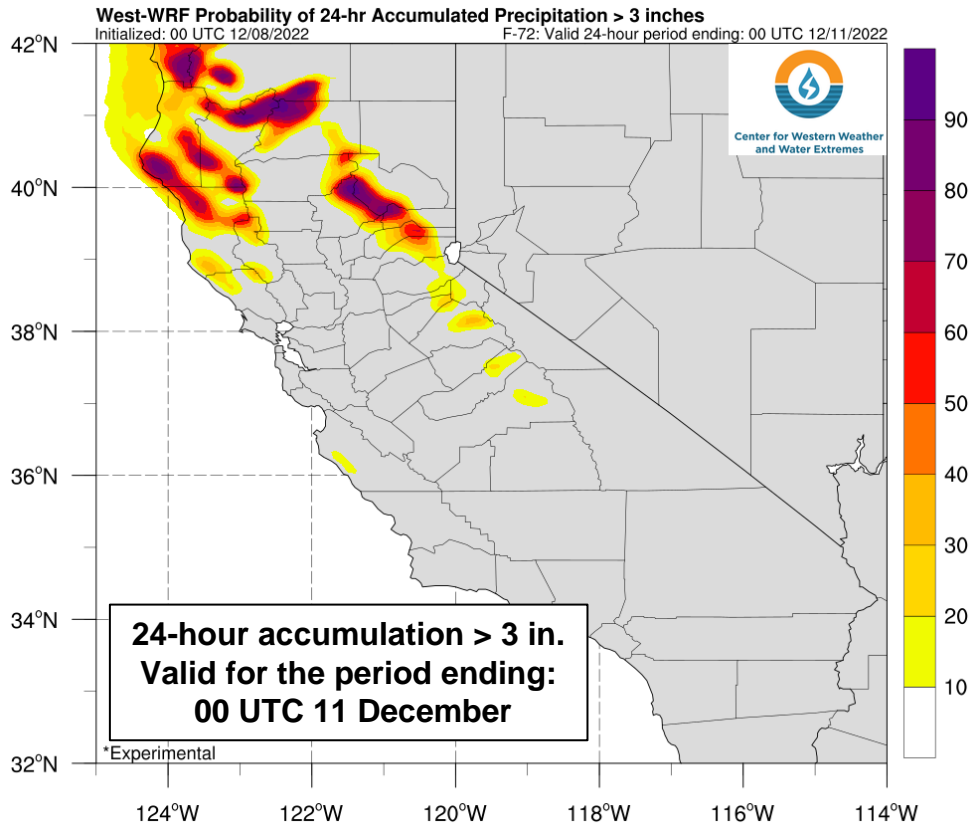 West-WRF Probability of 24-hr Accumulated Precipitation > 3 inches
Initialized: 00 UTC 12/08/2022
F-72: Valid 24-hour period ending: 00 UTC 12/11/2022
42°N
40°N
38°N
36°N
34°N
32°N
Center for Western Weather
and Water Extremes
90
80
70
60
50
40
30
20
10
24-hour accumulation > 3 in.
Valid for the period ending:
00 UTC 11 December
*Experimental
124°W
122°W
120°W
118°W
116°W
114°W